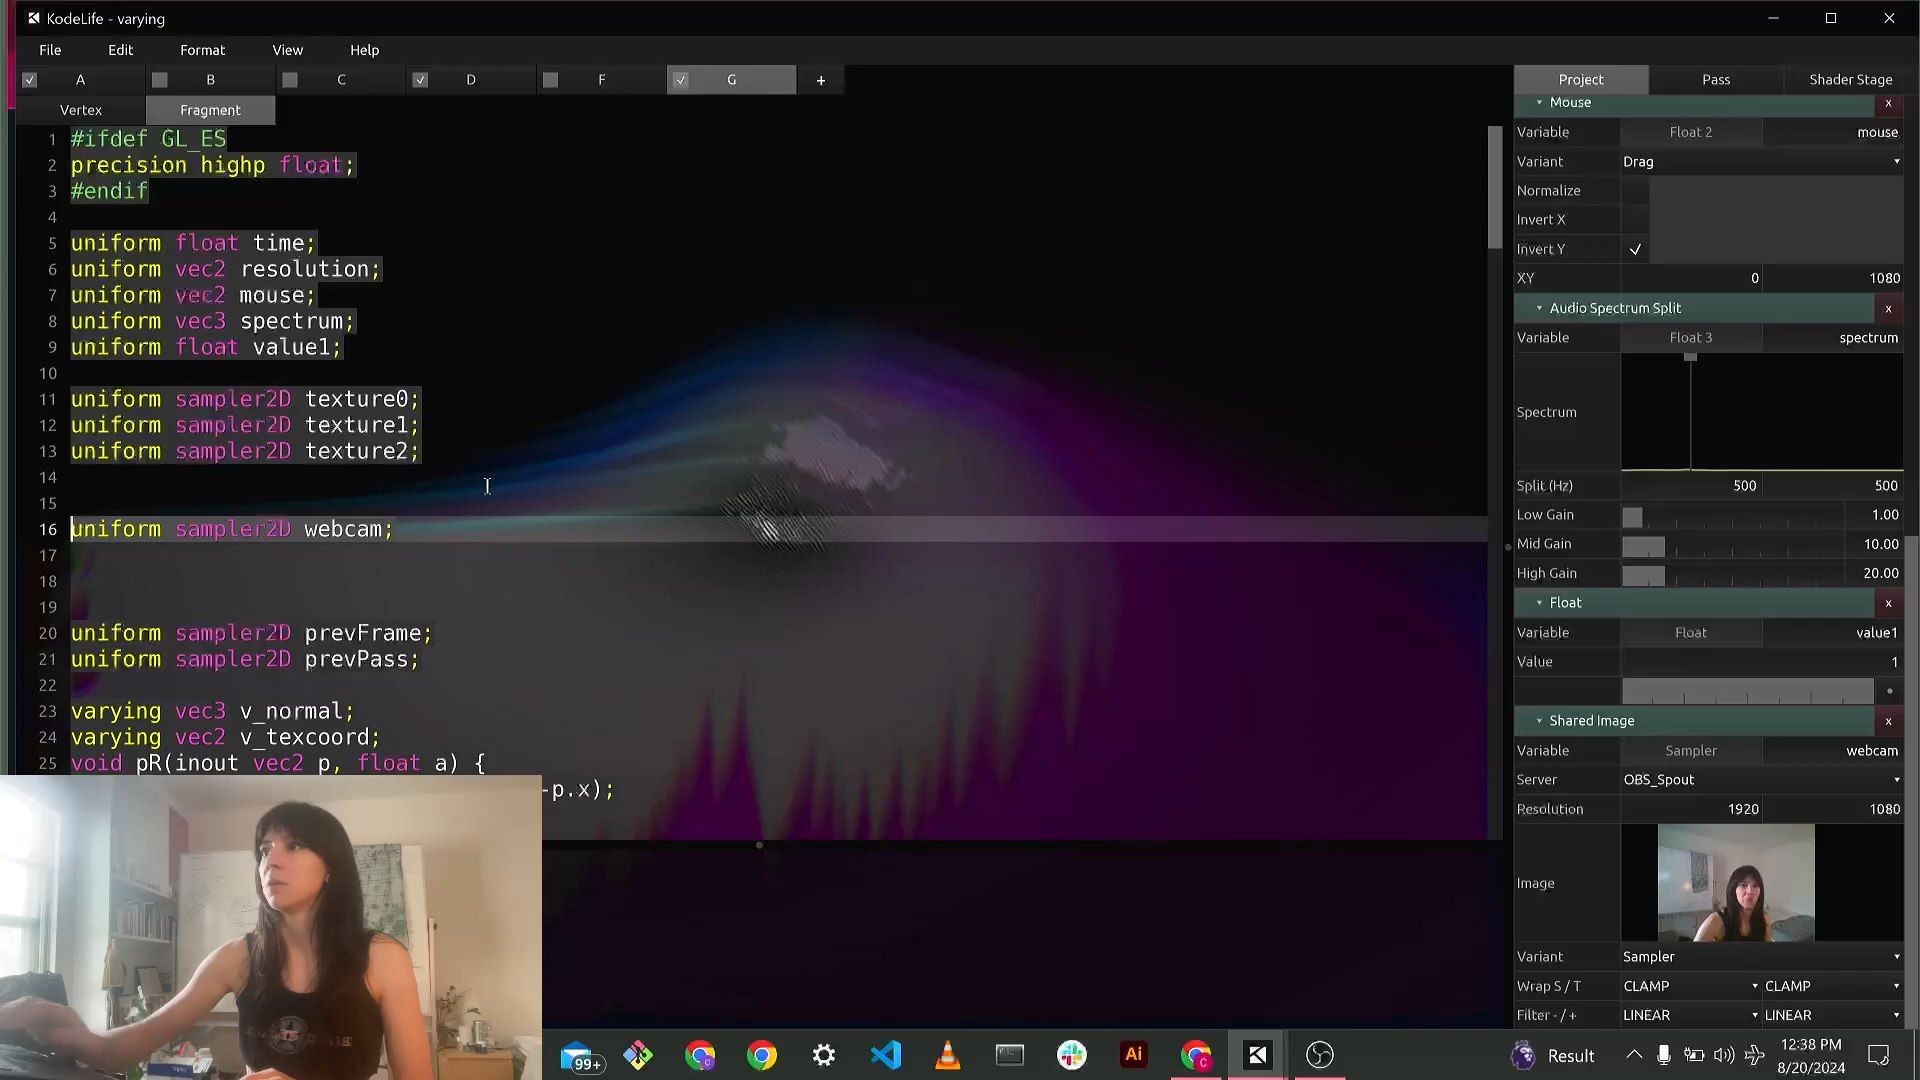 KodeLife - varying
File Edit Format View Help
A B C D F G +
Vertex Fragment
1 #ifdef GL_ES
2 precision highp float;
3 #endif
4
5 uniform float time;
6 uniform vec2 resolution;
7 uniform vec2 mouse;
8 uniform vec3 spectrum;
9 uniform float value1;
10
11 uniform sampler2D texture0;
12 uniform sampler2D texture1;
13 uniform sampler2D texture2;
14
15
16 uniform sampler2D webcam;
17
18
19
20 uniform sampler2D prevFrame;
21 uniform sampler2D prevPass;
22
23 varying vec3 v_normal;
24 varying vec2 v_texcoord;
25 void pR(inout vec2 p, float a) {
-p.x);
Project Pass Shader Stage
Mouse x
Variable Float 2 mouse
Variant Drag
Normalize
Invert X
Invert Y
XY 0 1080
Audio Spectrum Split x
Variable Float 3 spectrum
Spectrum
Split (Hz) 500 500
Low Gain 1.00
Mid Gain 10.00
High Gain 20.00
Float x
Variable Float value1
Value 1
Shared Image x
Variable Sampler webcam
Server OBS_Spout
Resolution 1920 1080
Image
Variant Sampler
Wrap S / T CLAMP CLAMP
Filter - / + LINEAR LINEAR
99+ Ai Result 12:38 PM
8/20/2024